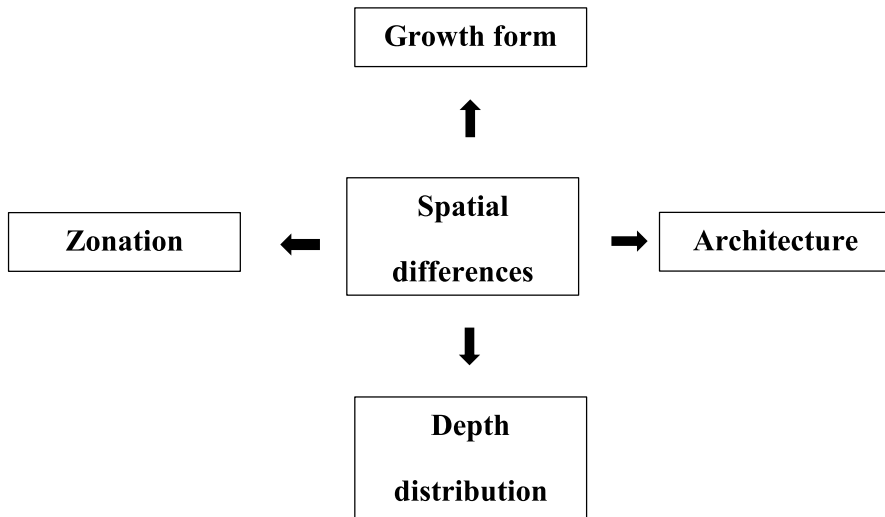 Growth form
Spatial
differences
Zonation
Architecture
Depth
distribution